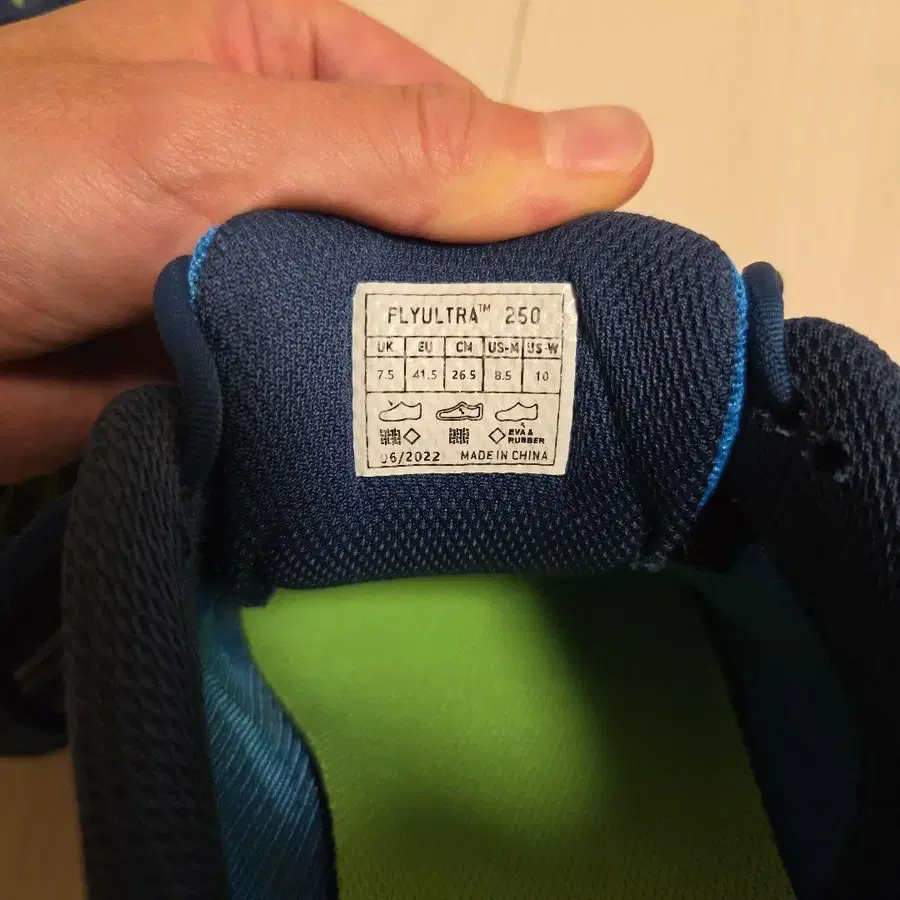 FLYULTRA™ 250
UK EU CM US-M US-W
7.5 41.5 26.5 8.5 10
EVA &
RUBBER
06/2022 MADE IN CHINA